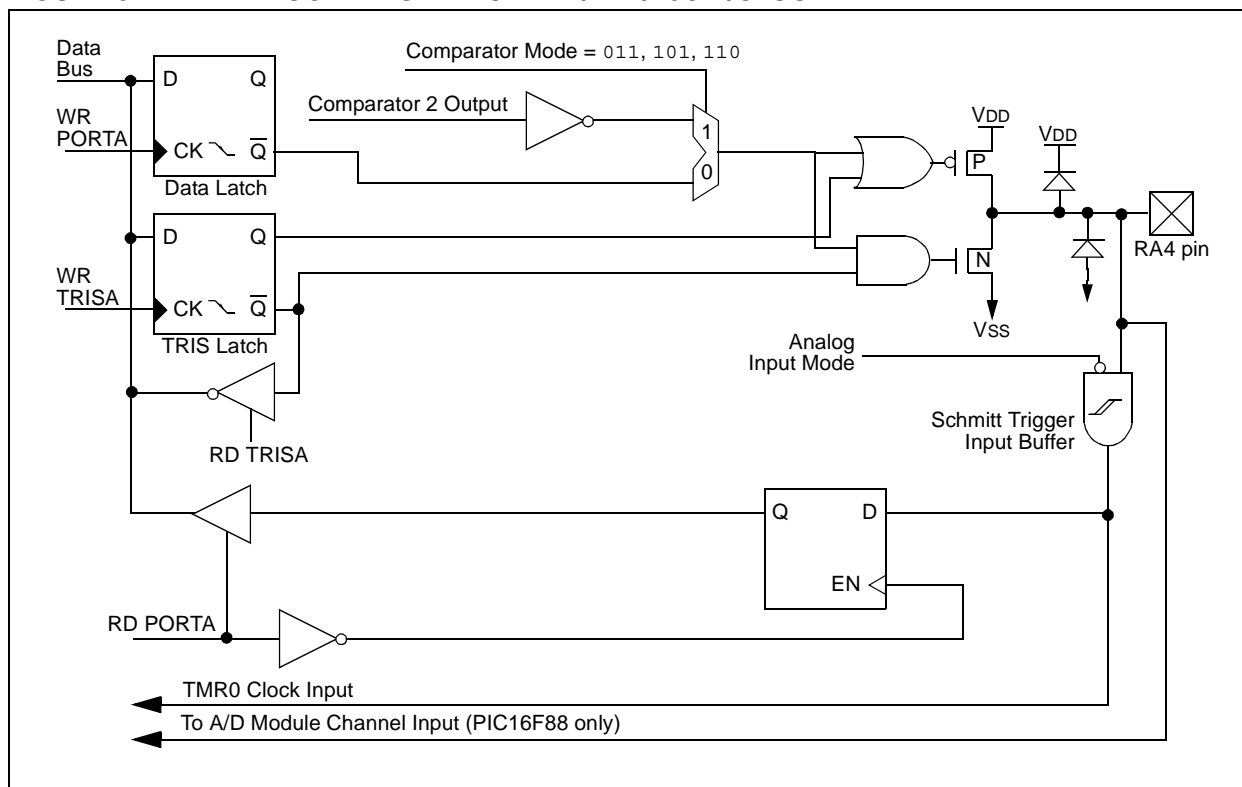 Data
Bus
D
Q
WR
PORTA
CK
Q
Data Latch
Comparator Mode = 011, 101, 110
Comparator 2 Output
1
0
VDD
P
VDD
N
VSS
RA4 pin
D
Q
WR
TRISA
CK
Q
TRIS Latch
RD TRISA
Analog
Input Mode
Schmitt Trigger
Input Buffer
Q
D
EN
RD PORTA
TMR0 Clock Input
To A/D Module Channel Input (PIC16F88 only)